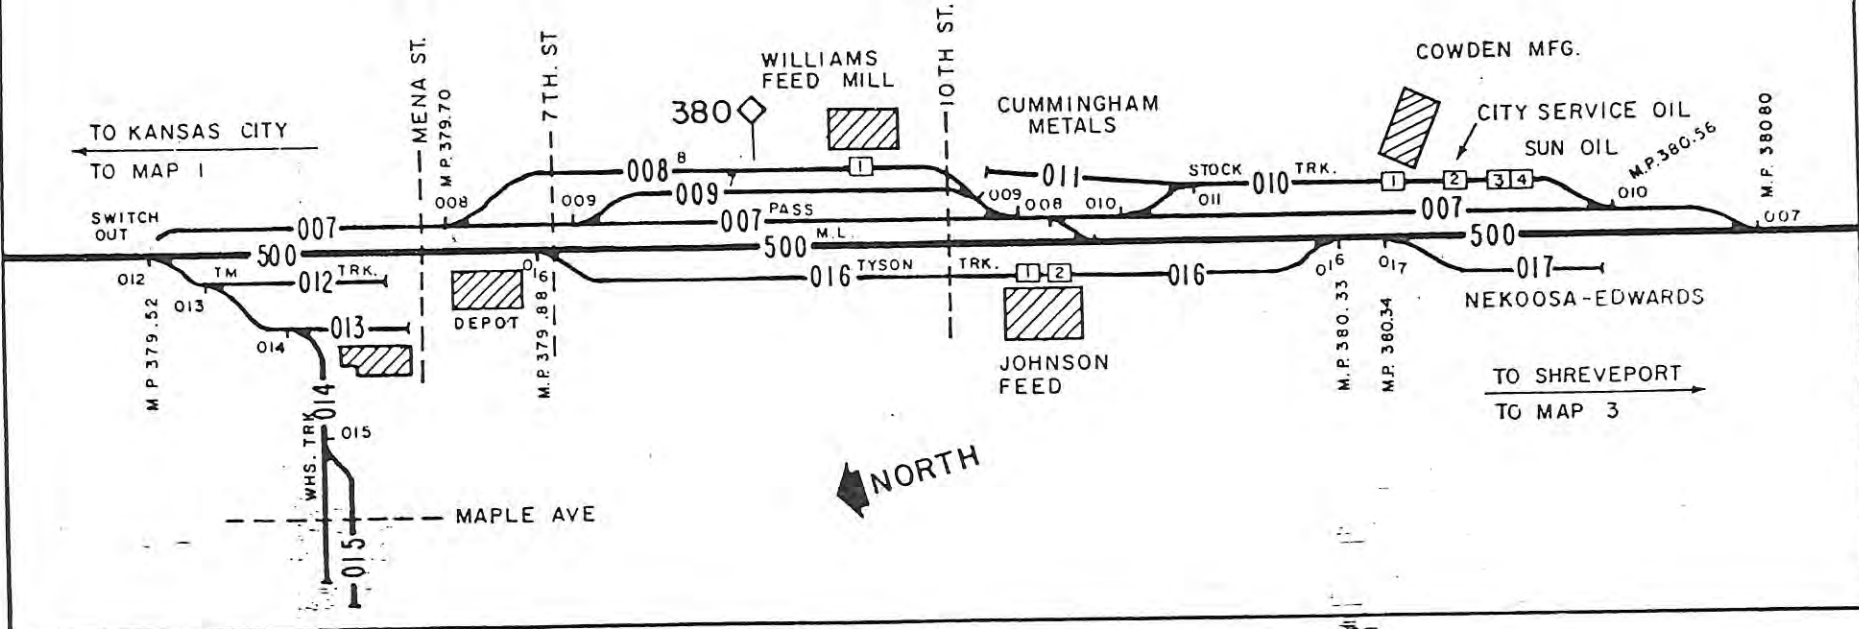 TO KANSAS CITY
TO MAP 1
SWITCH
OUT
MENA ST.
M.P. 379.70
7TH. ST
380
WILLIAMS
FEED MILL
1
10TH ST.
CUMMINGHAM
METALS
COWDEN MFG.
CITY SERVICE OIL
SUN OIL
M.P. 380.56
M.P. 38080
008
8
7
009
011
STOCK
010
TRK.
1
2
3
4
008
009
009
008
010
011
010
007
007
007
PASS
007
500
500
M.L.
500
012
TM
012
TRK.
013
013
014
DEPOT
016
016
TYSON
TRK.
1
2
016
016
017
017
NEKOOSA-EDWARDS
M P 379.52
M.P. 379.88
JOHNSON
FEED
M.P. 380.33
M.P. 380.34
TO SHREVEPORT
TO MAP 3
014
WHS. TRK
015
015
MAPLE AVE
NORTH